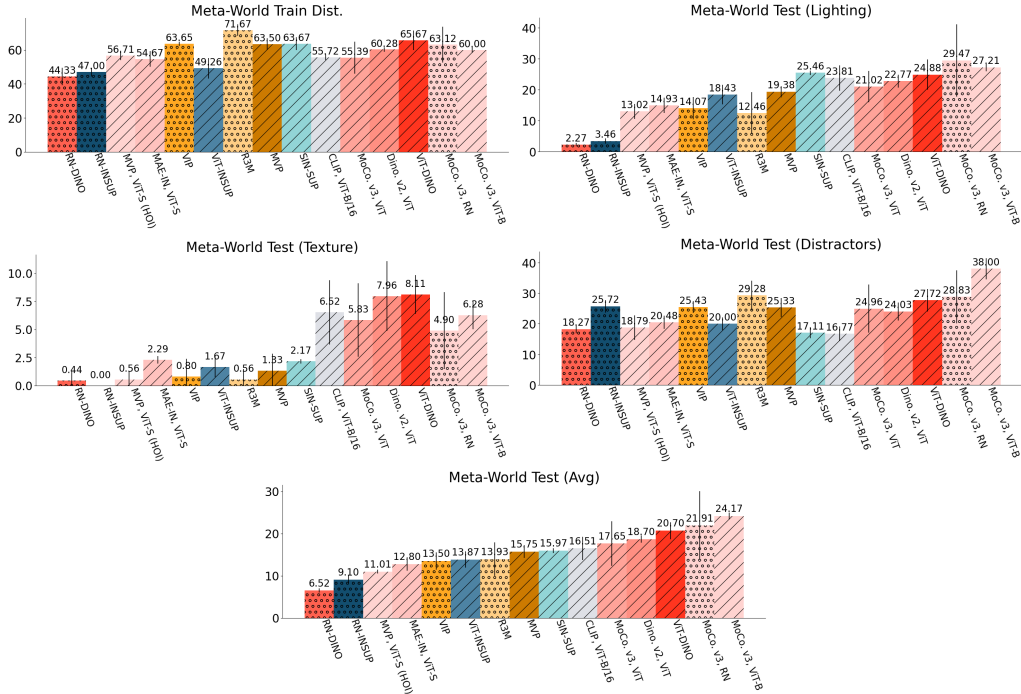 Meta-World Train Dist.
60
40
20
0
44.33
47.00
56.71
54.67
63.65
49.26
71.67
63.50
63.67
55.72
55.39
60.28
65.67
63.12
60.00
RN-DINO
RN-INSUP
MVP, ViT-S (HOI)
MAE-IN, ViT-S
VIP
ViT-INSUP
R3M
MVP
SIN-SUP
CLIP, ViT-B/16
MoCo. v3, ViT
Dino. v2, ViT
ViT-DINO
MoCo. v3, RN
MoCo. v3, ViT-B
Meta-World Test (Lighting)
40
30
20
10
0
2.27
3.46
13.02
14.93
14.07
18.43
12.46
19.38
25.46
23.81
21.02
22.77
24.88
29.47
27.21
RN-DINO
RN-INSUP
MVP, ViT-S (HOI)
MAE-IN, ViT-S
VIP
ViT-INSUP
R3M
MVP
SIN-SUP
CLIP, ViT-B/16
MoCo. v3, ViT
Dino. v2, ViT
ViT-DINO
MoCo. v3, RN
MoCo. v3, ViT-B
Meta-World Test (Texture)
10.0
7.5
5.0
2.5
0.0
0.44
0.00
0.56
2.29
0.80
1.67
0.56
1.33
2.17
6.52
5.83
7.96
8.11
4.90
6.28
RN-DINO
RN-INSUP
MVP, ViT-S (HOI)
MAE-IN, ViT-S
VIP
ViT-INSUP
R3M
MVP
SIN-SUP
CLIP, ViT-B/16
MoCo. v3, ViT
Dino. v2, ViT
ViT-DINO
MoCo. v3, RN
MoCo. v3, ViT-B
Meta-World Test (Distractors)
40
30
20
10
0
18.27
25.72
18.79
20.48
25.43
20.00
29.28
25.33
17.11
16.77
24.96
24.03
27.72
28.83
38.00
RN-DINO
RN-INSUP
MVP, ViT-S (HOI)
MAE-IN, ViT-S
VIP
ViT-INSUP
R3M
MVP
SIN-SUP
CLIP, ViT-B/16
MoCo. v3, ViT
Dino. v2, ViT
ViT-DINO
MoCo. v3, RN
MoCo. v3, ViT-B
Meta-World Test (Avg)
30
20
10
0
6.52
9.10
11.01
12.80
13.50
13.87
13.93
15.75
15.97
16.51
17.65
18.70
20.70
21.91
24.17
RN-DINO
RN-INSUP
MVP, ViT-S (HOI)
MAE-IN, ViT-S
VIP
ViT-INSUP
R3M
MVP
SIN-SUP
CLIP, ViT-B/16
MoCo. v3, ViT
Dino. v2, ViT
ViT-DINO
MoCo. v3, RN
MoCo. v3, ViT-B